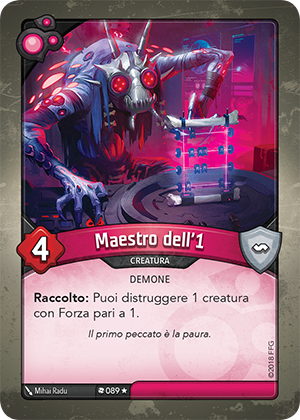 Maestro dell'1
4
CREATURA
DEMONE
Raccolto: Puoi distruggere 1 creatura
con Forza pari a 1.
Il primo peccato è la paura.
©2018 FFG
Mihai Radu
089